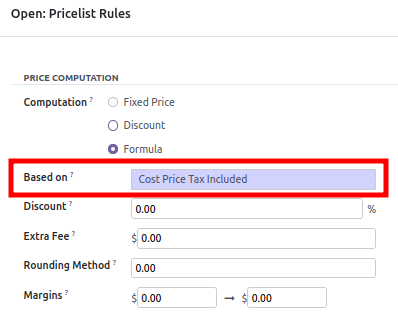 Open: Pricelist Rules
PRICE COMPUTATION
Computation ? Fixed Price
Discount
Formula
Based on ? Cost Price Tax Included
Discount ? 0.00 %
Extra Fee ? $ 0.00
Rounding Method ? 0.00
Margins ? $ 0.00 → $ 0.00